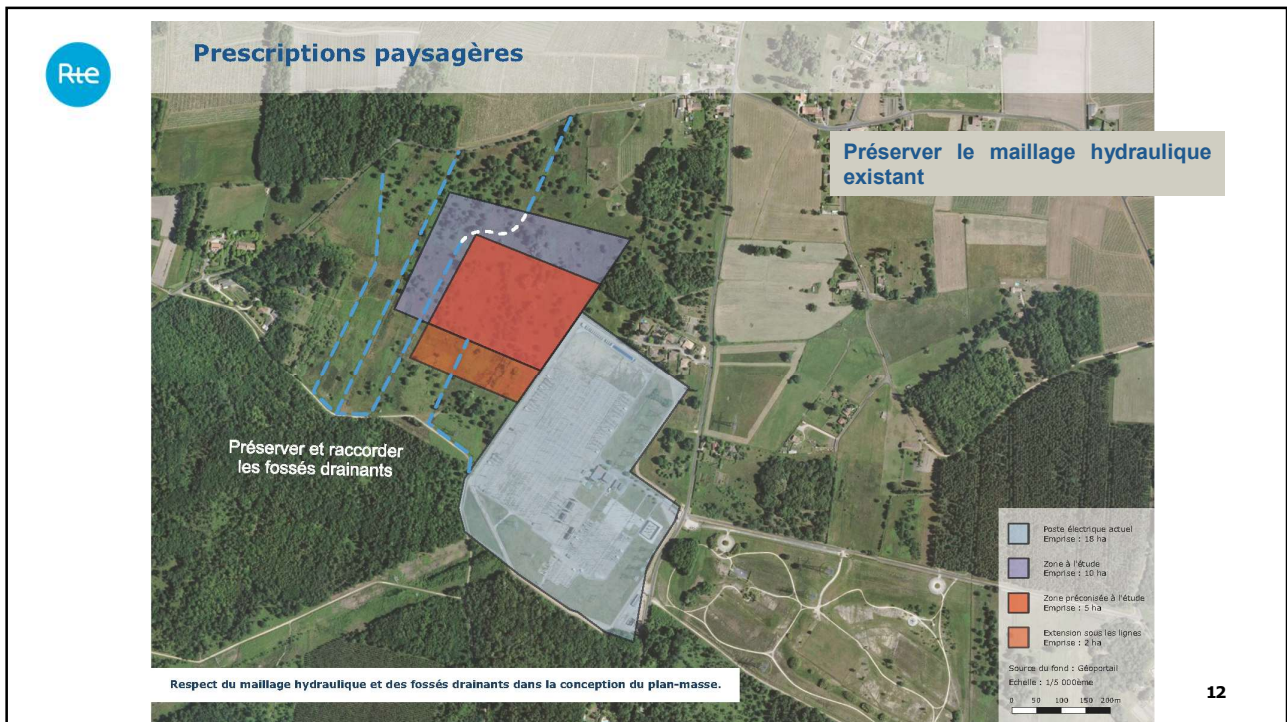 Rte
Prescriptions paysagères
Préserver le maillage hydraulique
existant
Préserver et raccorder
les fossés drainants
Poste électrique actuel
Emprise : 18 ha
Zone à l'étude
Emprise : 10 ha
Zone préconisée à l'étude
Emprise : 5 ha
Extension sous les lignes
Emprise : 2 ha
Source du fond : Géoportail
Echelle : 1/5 000ème
0 50 100 150 200m
Respect du maillage hydraulique et des fossés drainants dans la conception du plan-masse.
12